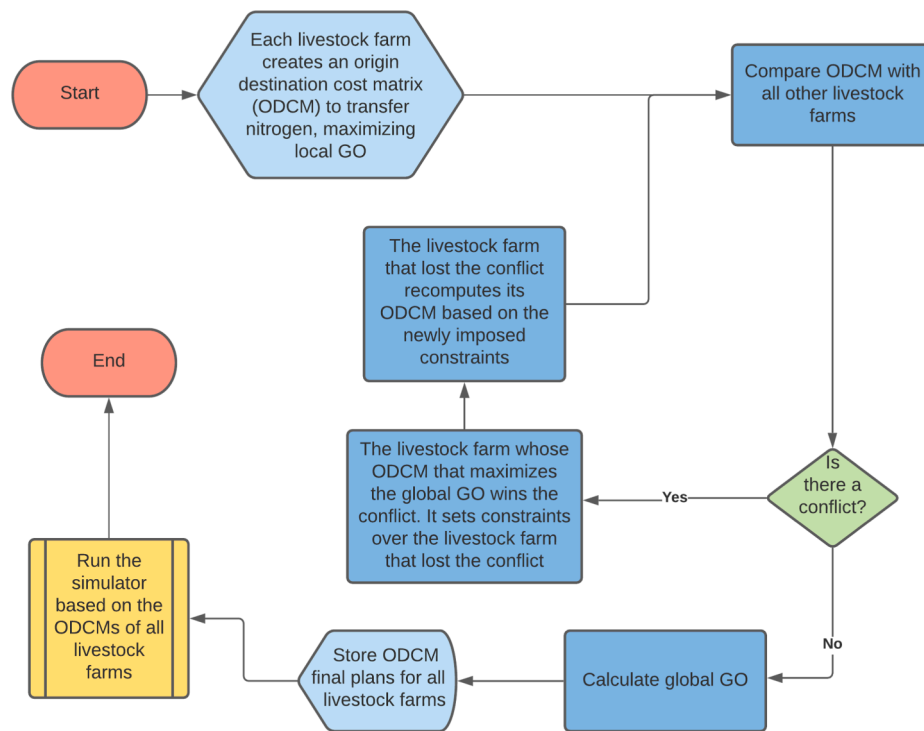 Start
Each livestock farm
creates an origin
destination cost matrix
(ODCM) to transfer
nitrogen, maximizing
local GO
Compare ODCM with
all other livestock
farms
The livestock farm
that lost the conflict
recomputes its
ODCM based on the
newly imposed
constraints
End
The livestock farm whose
ODCM that maximizes
the global GO wins the
conflict. It sets constraints
over the livestock farm
that lost the conflict
Yes
Is
there a
conflict?
No
Run the
simulator
based on the
ODCMs of all
livestock
farms
Store ODCM
final plans for all
livestock farms
Calculate global GO